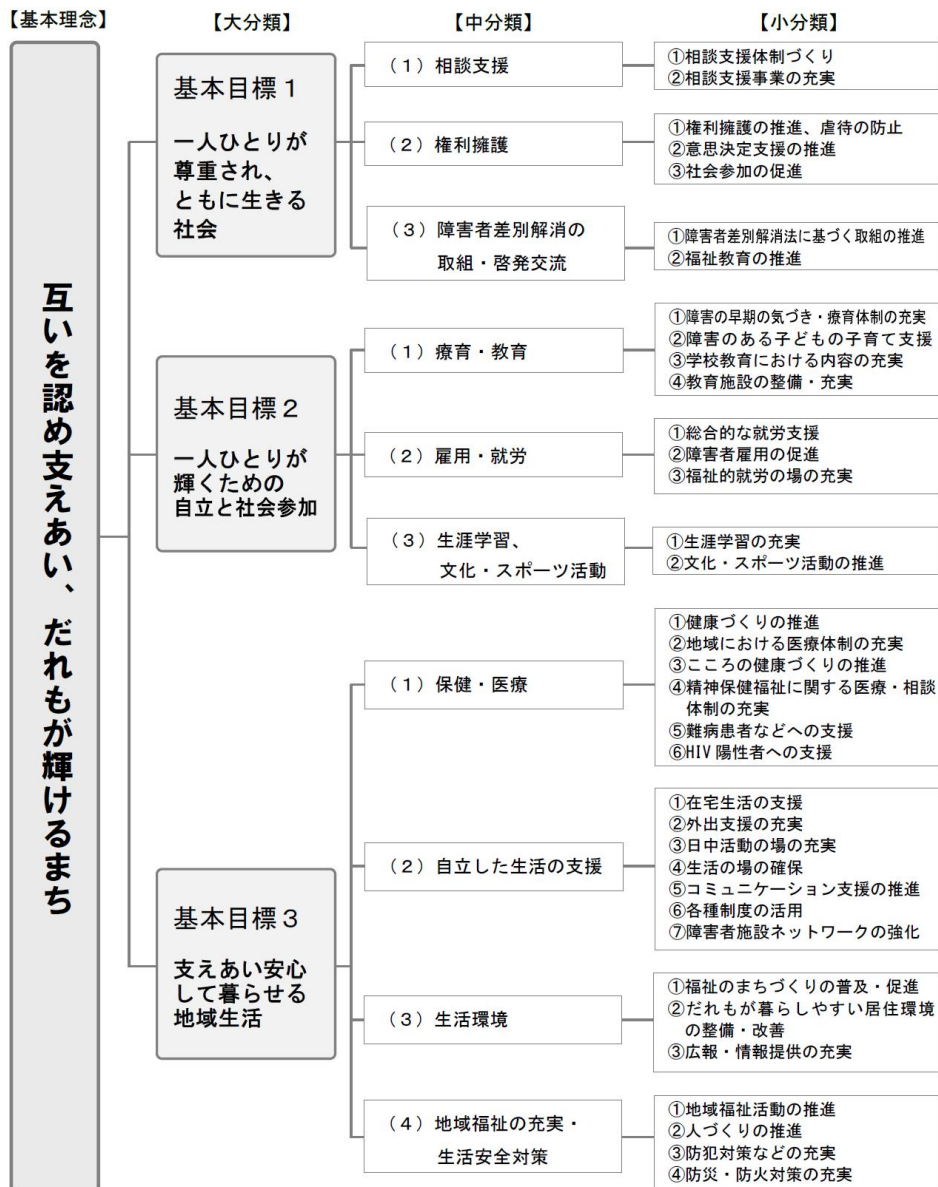 【基本理念】
【大分類】
【中分類】
【小分類】
互いを認め支えあい、だれもが輝けるまち
基本目標１
一人ひとりが
尊重され、
ともに生きる
社会
（１）相談支援
①相談支援体制づくり
②相談支援事業の充実
（２）権利擁護
①権利擁護の推進、虐待の防止
②意思決定支援の推進
③社会参加の促進
（３）障害者差別解消の
取組・啓発交流
①障害者差別解消法に基づく取組の推進
②福祉教育の推進
基本目標２
一人ひとりが
輝くための
自立と社会参加
（１）療育・教育
①障害の早期の気づき・療育体制の充実
②障害のある子どもの子育て支援
③学校教育における内容の充実
④教育施設の整備・充実
（２）雇用・就労
①総合的な就労支援
②障害者雇用の促進
③福祉的就労の場の充実
（３）生涯学習、
文化・スポーツ活動
①生涯学習の充実
②文化・スポーツ活動の推進
基本目標３
支えあい安心
して暮らせる
地域生活
（１）保健・医療
①健康づくりの推進
②地域における医療体制の充実
③こころの健康づくりの推進
④精神保健福祉に関する医療・相談
体制の充実
⑤難病患者などへの支援
⑥HIV陽性者への支援
（２）自立した生活の支援
①在宅生活の支援
②外出支援の充実
③日中活動の場の充実
④生活の場の確保
⑤コミュニケーション支援の推進
⑥各種制度の活用
⑦障害者施設ネットワークの強化
（３）生活環境
①福祉のまちづくりの普及・促進
②だれもが暮らしやすい居住環境
の整備・改善
③広報・情報提供の充実
（４）地域福祉の充実・
生活安全対策
①地域福祉活動の推進
②人づくりの推進
③防犯対策などの充実
④防災・防火対策の充実